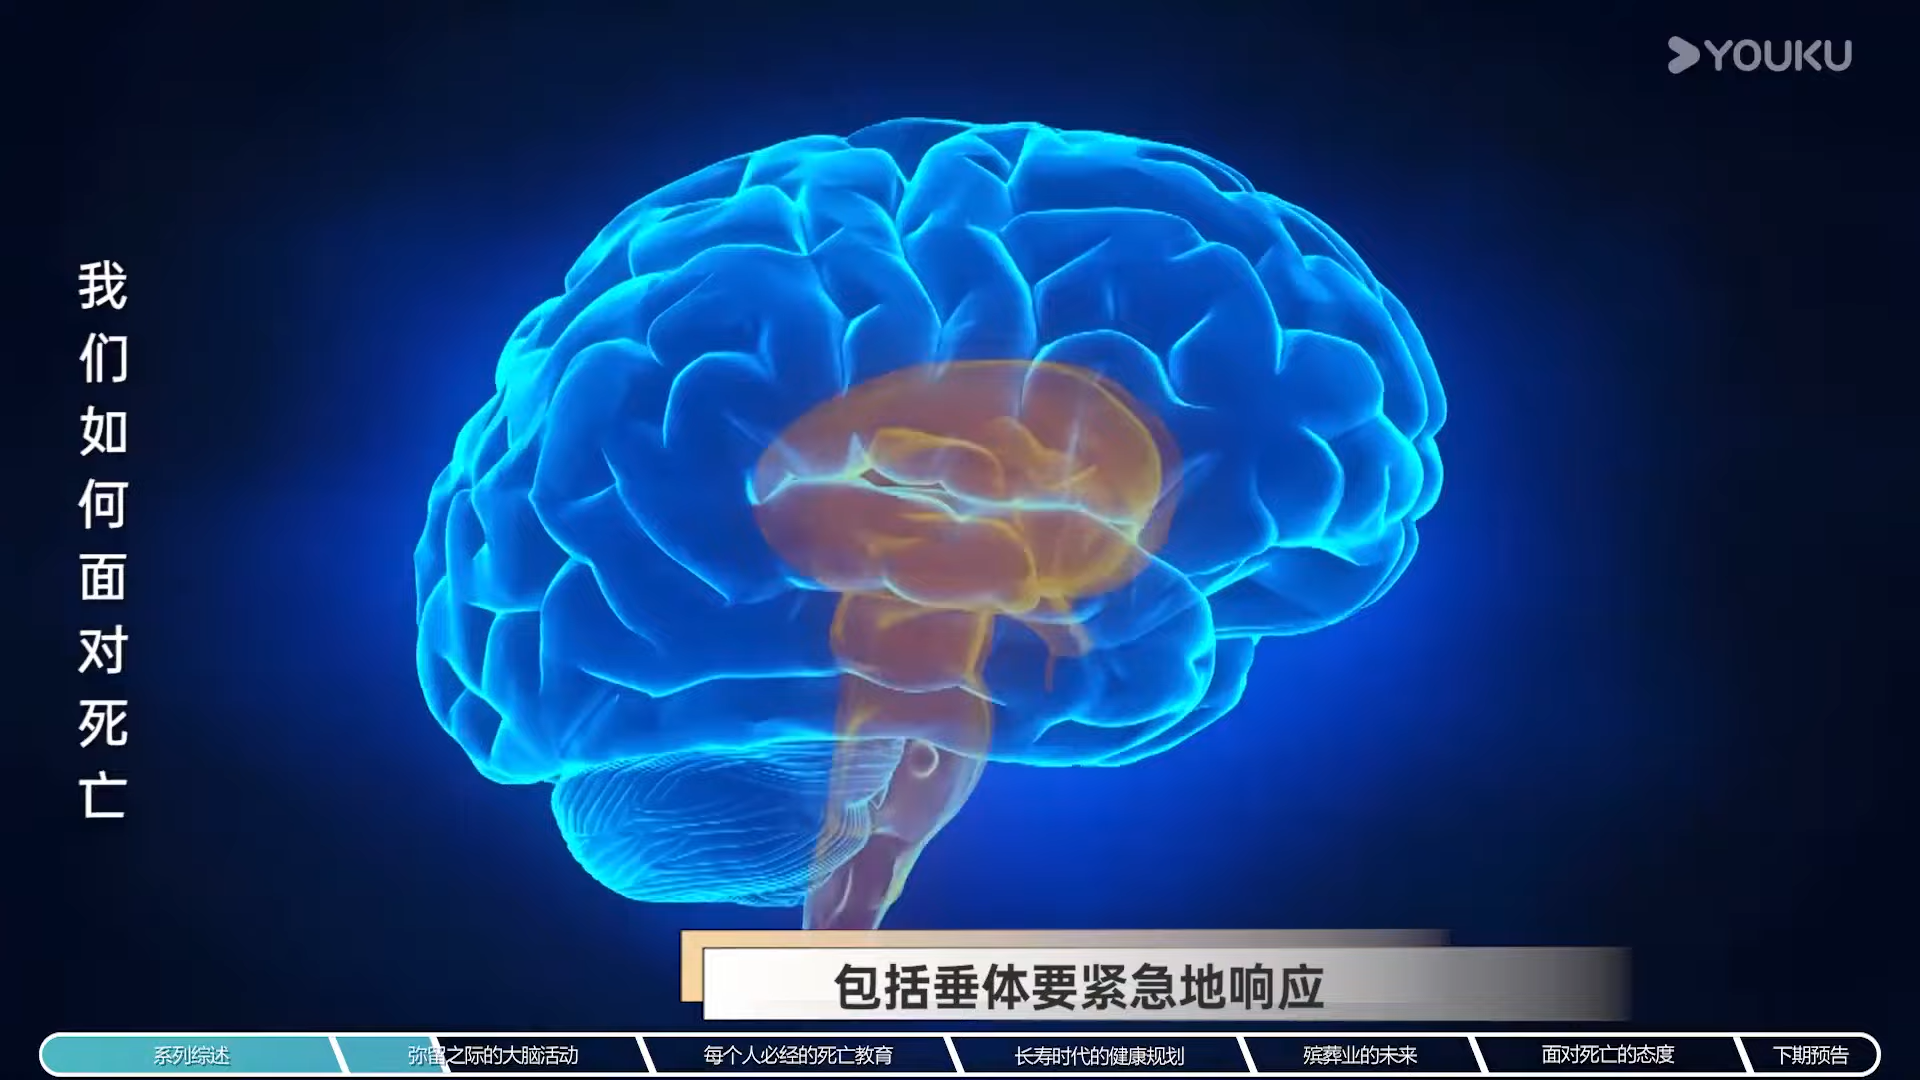 YOUKU
我们如何面对死亡
包括垂体要紧急地响应
系列综述
弥留之际的大脑活动
每个人必经的死亡教育
长寿时代的健康规划
殡葬业的未来
面对死亡的态度
下期预告